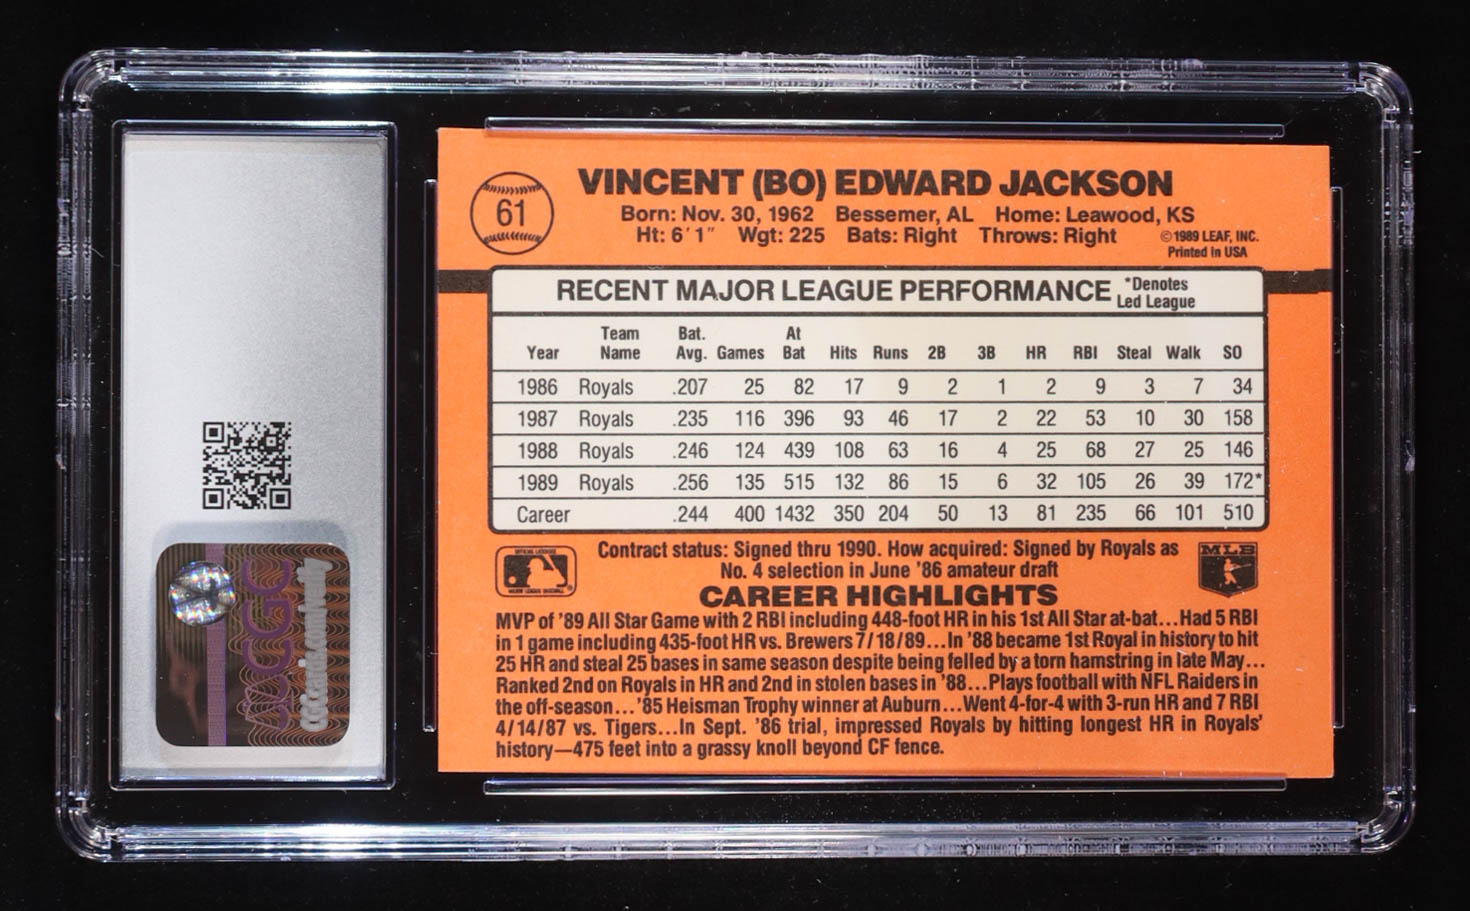 61
VINCENT (BO) EDWARD JACKSON
Born: Nov. 30, 1962 Bessemer, AL Home: Leawood, KS
Ht: 6'1" Wgt: 225 Bats: Right Throws: Right
©1989 LEAF, INC.
Printed in USA
RECENT MAJOR LEAGUE PERFORMANCE *Denotes Led League
Year Team Name Bat. Avg. Games At Bat Hits Runs 2B 3B HR RBI Steal Walk SO
1986 Royals .207 25 82 17 9 2 1 2 9 3 7 34
1987 Royals .235 116 396 93 46 17 2 22 53 10 30 158
1988 Royals .246 124 439 108 63 16 4 25 68 27 25 146
1989 Royals .256 135 515 132 86 15 6 32 105 26 39 172*
Career .244 400 1432 350 204 50 13 81 235 66 101 510
Contract status: Signed thru 1990. How acquired: Signed by Royals as
No. 4 selection in June '86 amateur draft
MLB
CAREER HIGHLIGHTS
MVP of '89 All Star Game with 2 RBI including 448-foot HR in his 1st All Star at-bat...Had 5 RBI
in 1 game including 435-foot HR vs. Brewers 7/18/89...In '88 became 1st Royal in history to hit
25 HR and steal 25 bases in same season despite being felled by a torn hamstring in late May...
Ranked 2nd on Royals in HR and 2nd in stolen bases in '88...Plays football with NFL Raiders in
the off-season...'85 Heisman Trophy winner at Auburn...Went 4-for-4 with 3-run HR and 7 RBI
4/14/87 vs. Tigers...In Sept. '86 trial, impressed Royals by hitting longest HR in Royals'
history—475 feet into a grassy knoll beyond CF fence.
CGC